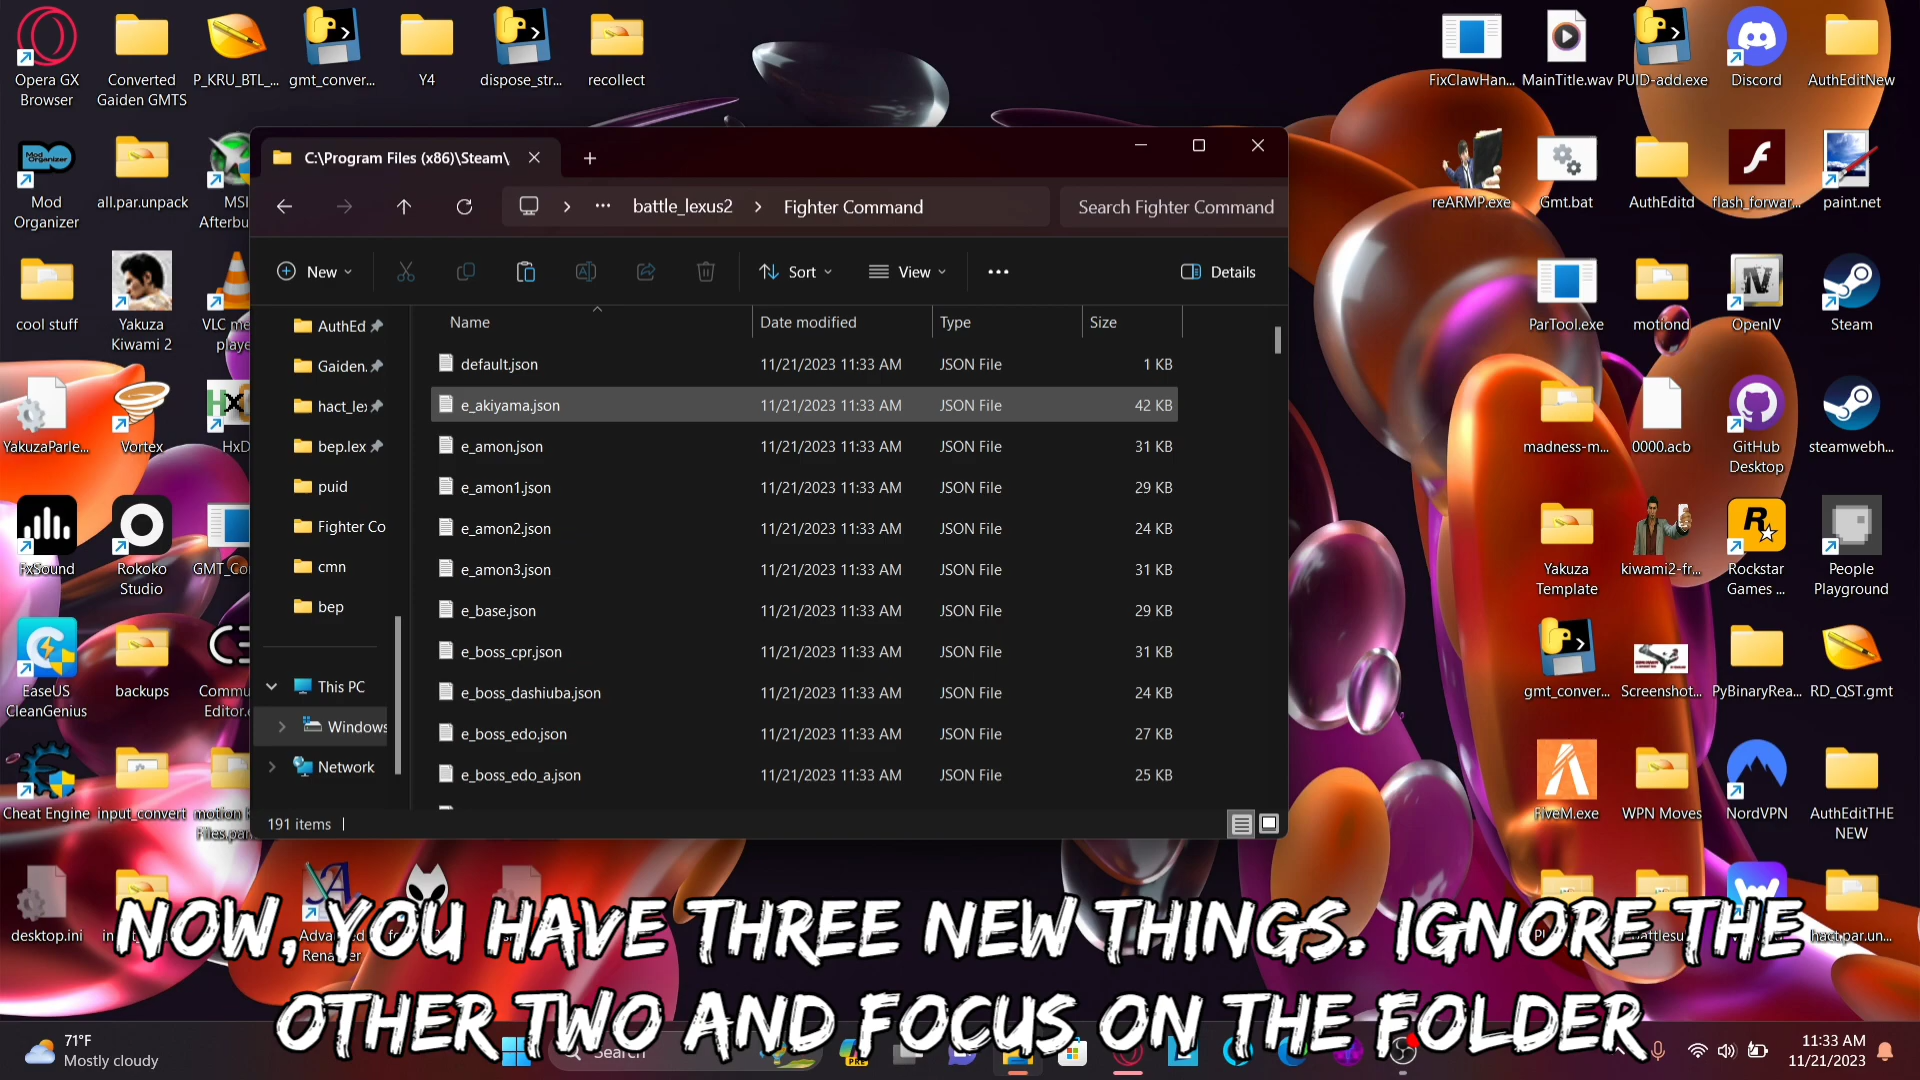 Opera GX
Browser
Converted
Gaiden GMTS
P_KRU_BTL_...
gmt_conver...
Y4
dispose_str...
recollect
FixClawHan...
MainTitle.wav
PUID-add.exe
Discord
AuthEditNew
Mod
Organizer
all.par.unpack
MSI
Afterbu
reARMP.exe
Gmt.bat
AuthEditd
flash_forwar...
paint.net
cool stuff
Yakuza
Kiwami 2
VLC me
playe
ParTool.exe
motiond
OpenIV
Steam
YakuzaParle...
Vortex
HxD
madness-m...
0000.acb
GitHub
Desktop
steamwebh...
FxSound
Rokoko
Studio
GMT_Co
Yakuza
Template
kiwami2-fr...
Rockstar
Games ...
People
Playground
EaseUS
CleanGenius
backups
Commu
Editor.e
gmt_conver...
Screenshot...
PyBinaryRea...
RD_QST.gmt
Cheat Engine
input_convert
motion
Files.par
FiveM.exe
WPN Moves
NordVPN
AuthEditTHE
NEW
desktop.ini
C:\Program Files (x86)\Steam\
battle_lexus2 > Fighter Command
Search Fighter Command
New
Sort
View
Details
AuthEd
Gaiden.
hact_le
bep.lex
puid
Fighter Co
cmn
bep
This PC
Windows
Network
Name Date modified Type Size
default.json 11/21/2023 11:33 AM JSON File 1 KB
e_akiyama.json 11/21/2023 11:33 AM JSON File 42 KB
e_amon.json 11/21/2023 11:33 AM JSON File 31 KB
e_amon1.json 11/21/2023 11:33 AM JSON File 29 KB
e_amon2.json 11/21/2023 11:33 AM JSON File 24 KB
e_amon3.json 11/21/2023 11:33 AM JSON File 31 KB
e_base.json 11/21/2023 11:33 AM JSON File 29 KB
e_boss_cpr.json 11/21/2023 11:33 AM JSON File 31 KB
e_boss_dashiuba.json 11/21/2023 11:33 AM JSON File 24 KB
e_boss_edo.json 11/21/2023 11:33 AM JSON File 27 KB
e_boss_edo_a.json 11/21/2023 11:33 AM JSON File 25 KB
191 items
NOW, YOU HAVE THREE NEW THINGS. IGNORE THE
OTHER TWO AND FOCUS ON THE FOLDER
71°F
Mostly cloudy
Search
11:33 AM
11/21/2023